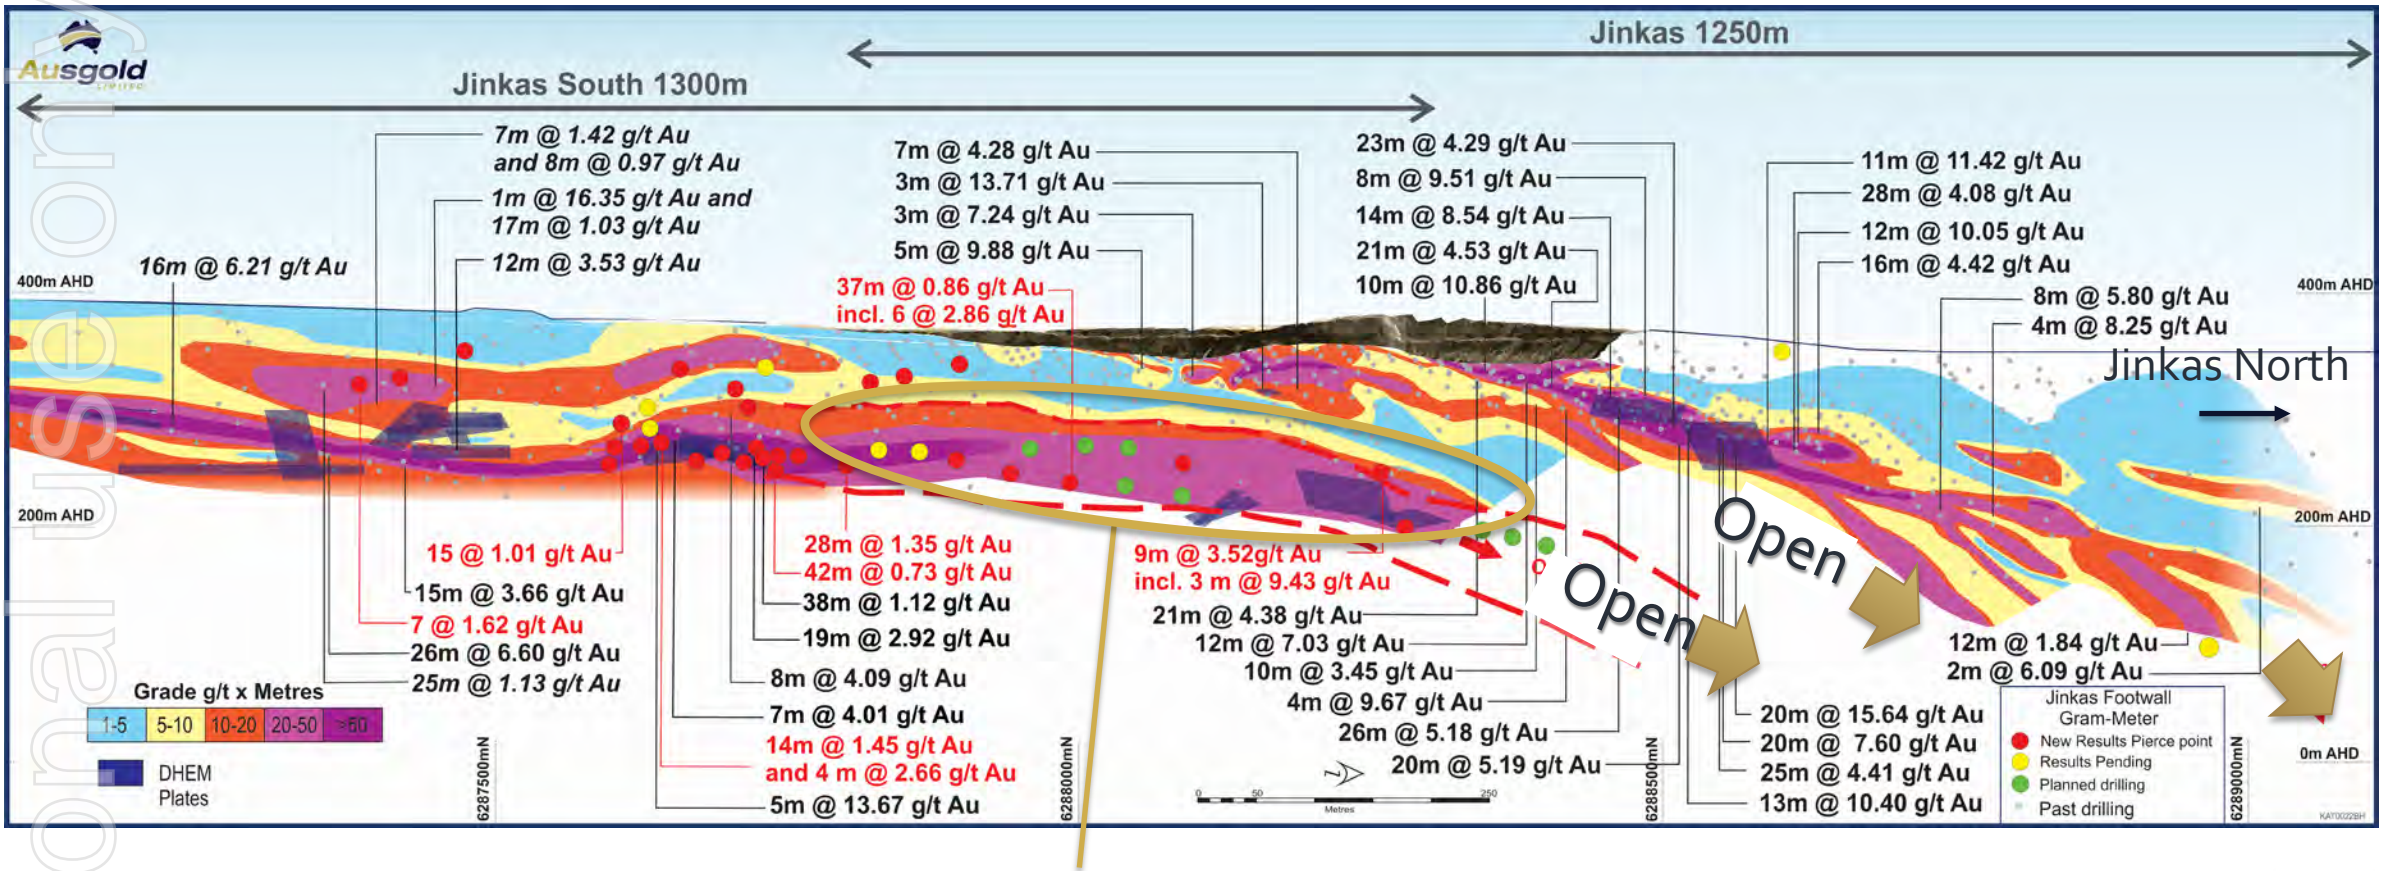 Ausgold
LIMITED
onal use only
Jinkas 1250m
Jinkas South 1300m
7m @ 1.42 g/t Au
and 8m @ 0.97 g/t Au
1m @ 16.35 g/t Au and
17m @ 1.03 g/t Au
12m @ 3.53 g/t Au
16m @ 6.21 g/t Au
400m AHD
7m @ 4.28 g/t Au
3m @ 13.71 g/t Au
3m @ 7.24 g/t Au
5m @ 9.88 g/t Au
37m @ 0.86 g/t Au
incl. 6 @ 2.86 g/t Au
23m @ 4.29 g/t Au
8m @ 9.51 g/t Au
14m @ 8.54 g/t Au
21m @ 4.53 g/t Au
10m @ 10.86 g/t Au
11m @ 11.42 g/t Au
28m @ 4.08 g/t Au
12m @ 10.05 g/t Au
16m @ 4.42 g/t Au
400m AHD
8m @ 5.80 g/t Au
4m @ 8.25 g/t Au
Jinkas North
200m AHD
200m AHD
Open
Open
15 @ 1.01 g/t Au
15m @ 3.66 g/t Au
7 @ 1.62 g/t Au
26m @ 6.60 g/t Au
25m @ 1.13 g/t Au
28m @ 1.35 g/t Au
42m @ 0.73 g/t Au
38m @ 1.12 g/t Au
19m @ 2.92 g/t Au
8m @ 4.09 g/t Au
7m @ 4.01 g/t Au
14m @ 1.45 g/t Au
and 4 m @ 2.66 g/t Au
5m @ 13.67 g/t Au
9m @ 3.52g/t Au
incl. 3 m @ 9.43 g/t Au
21m @ 4.38 g/t Au
12m @ 7.03 g/t Au
10m @ 3.45 g/t Au
4m @ 9.67 g/t Au
26m @ 5.18 g/t Au
20m @ 5.19 g/t Au
12m @ 1.84 g/t Au
2m @ 6.09 g/t Au
20m @ 15.64 g/t Au
20m @ 7.60 g/t Au
25m @ 4.41 g/t Au
13m @ 10.40 g/t Au
Grade g/t x Metres
1-5 5-10 10-20 20-50 >50
DHEM
Plates
6287500mN
6288000mN
6288500mN
6289000mN
0 50 250
Metres
Jinkas Footwall
Gram-Meter
New Results Pierce point
Results Pending
Planned drilling
Past drilling
0m AHD